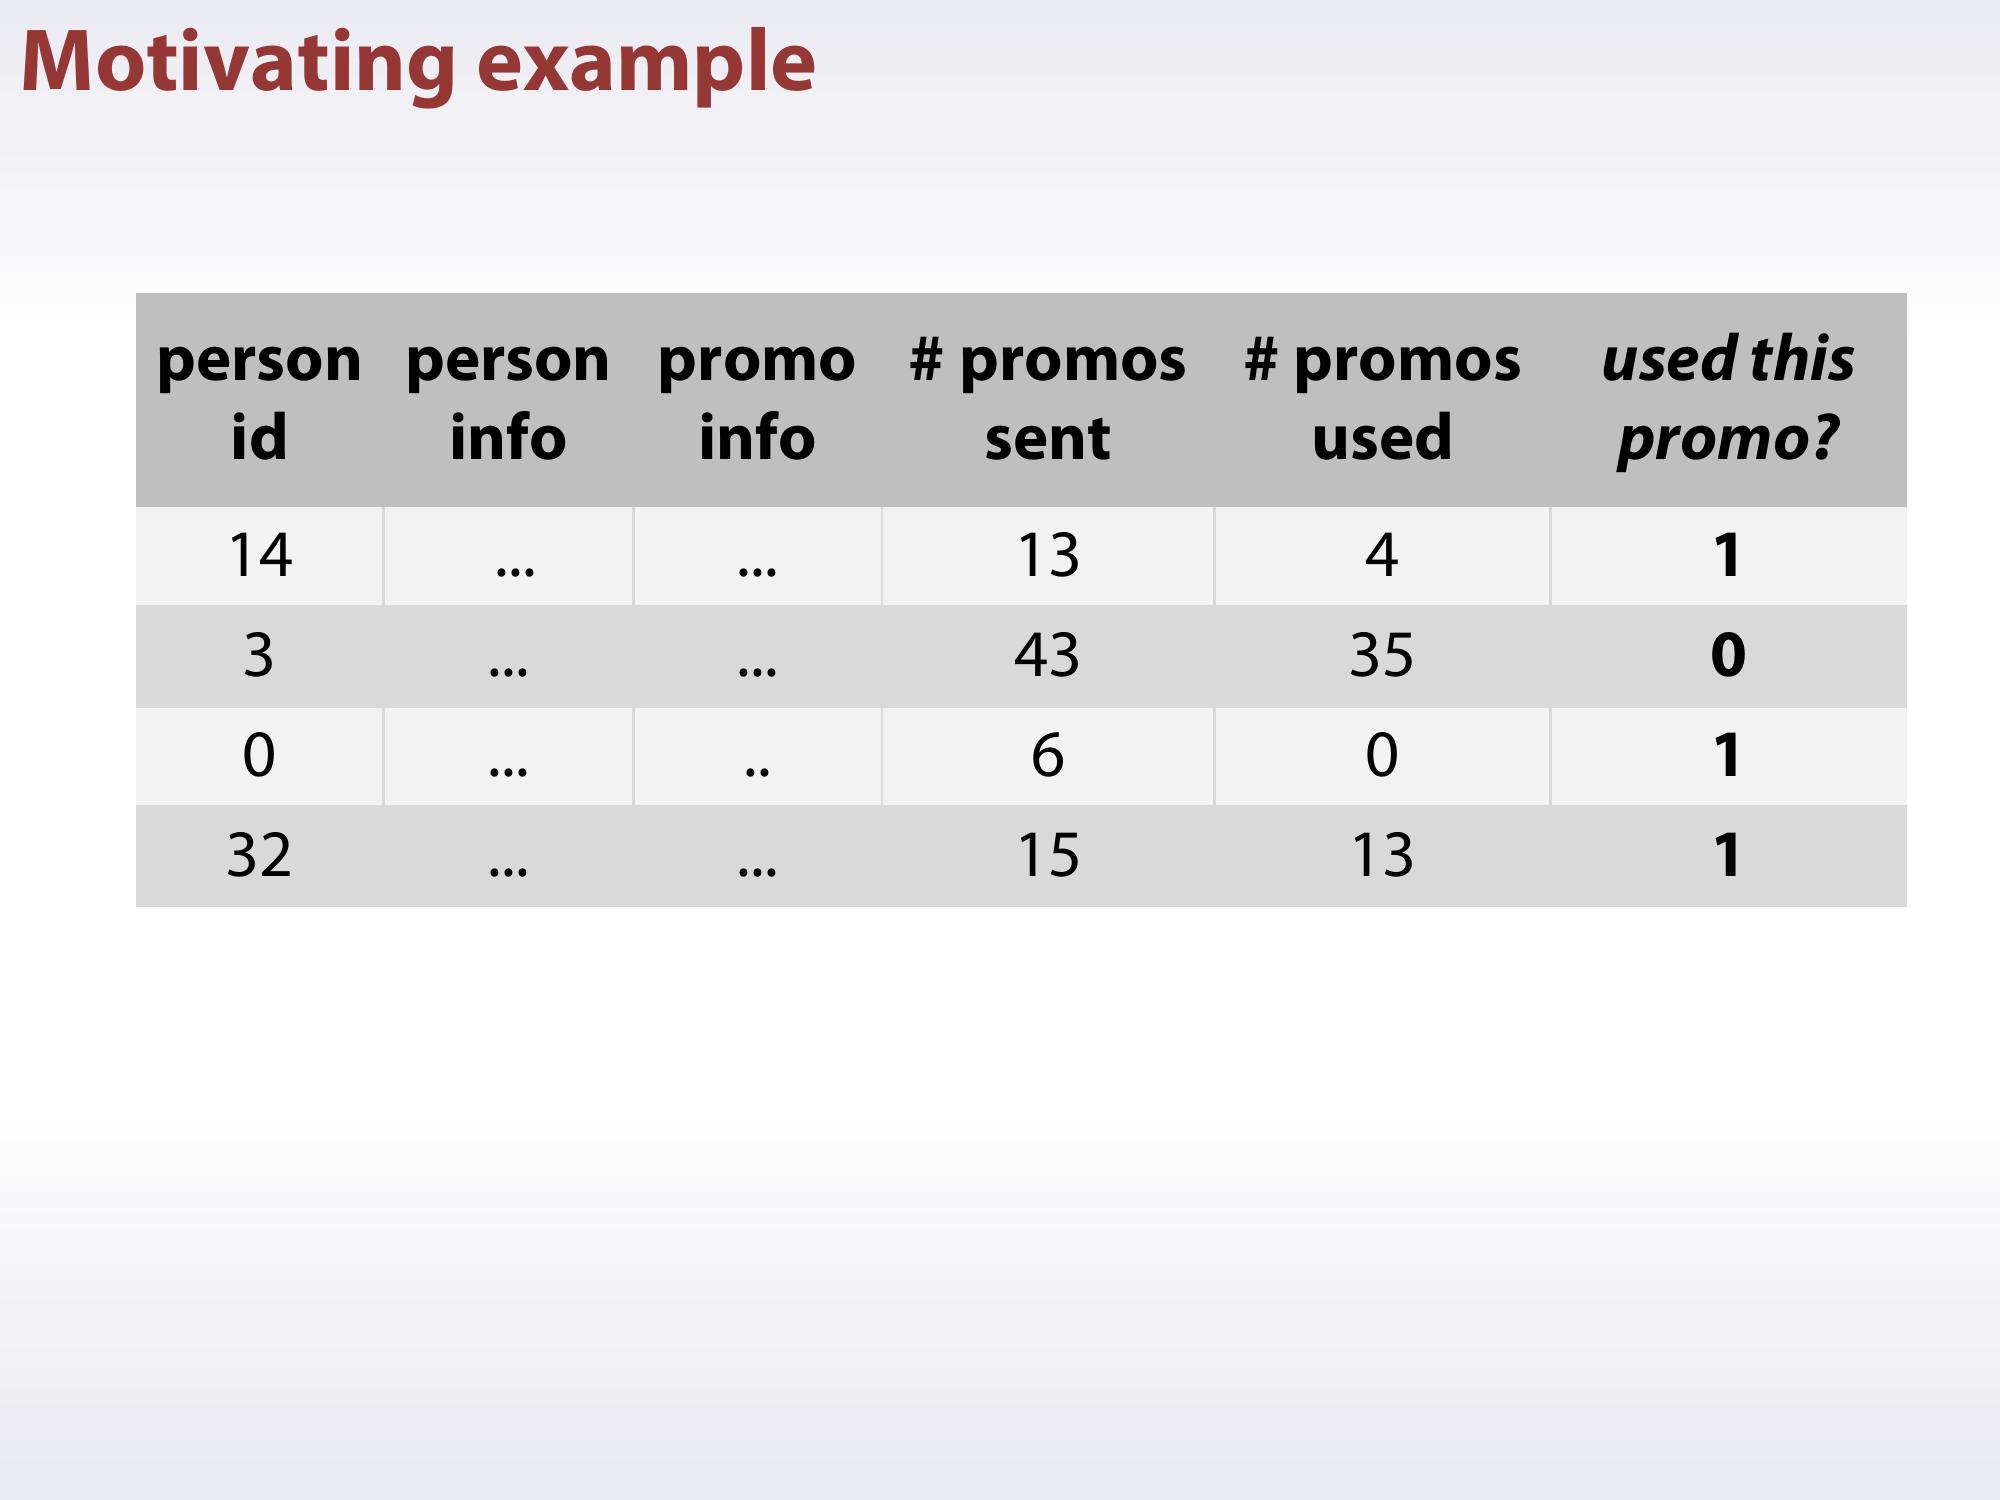 Motivating example
person id person info promo info # promos sent # promos used used this promo?
14 ... ... 13 4 1
3 ... ... 43 35 0
0 ... .. 6 0 1
32 ... ... 15 13 1